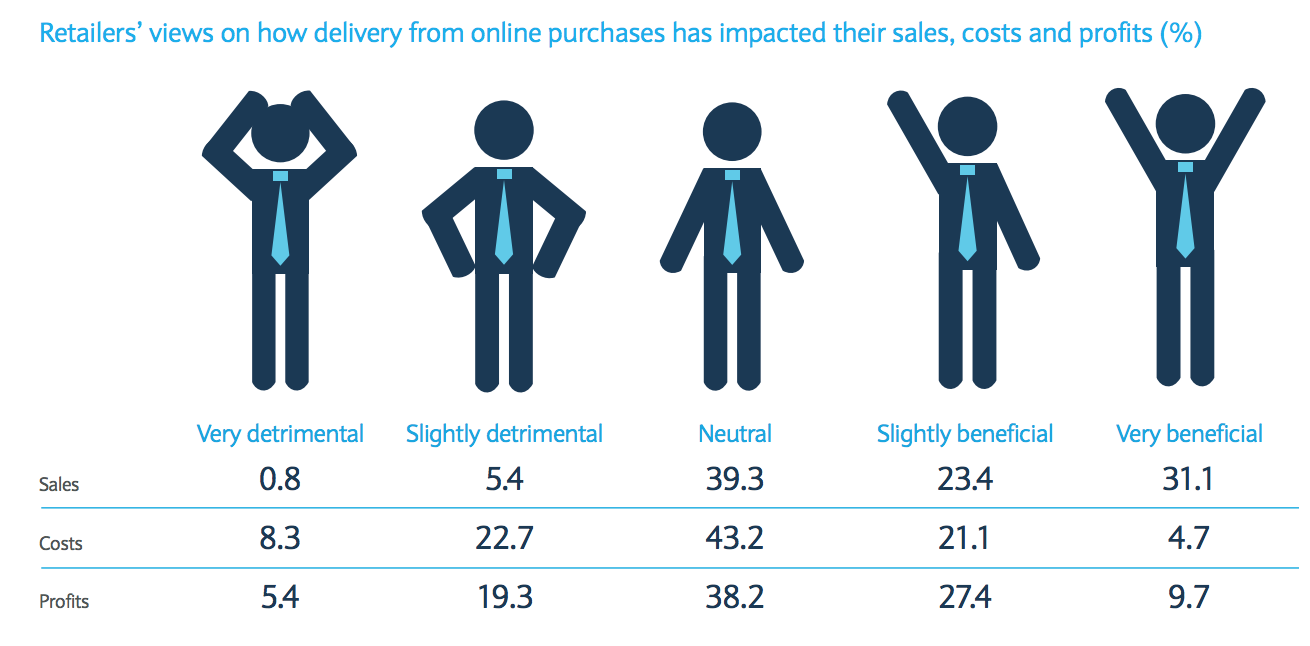 Retailers’ views on how delivery from online purchases has impacted their sales, costs and profits (%)
Very detrimental Slightly detrimental Neutral Slightly beneficial Very beneficial
Sales 0.8 5.4 39.3 23.4 31.1
Costs 8.3 22.7 43.2 21.1 4.7
Profits 5.4 19.3 38.2 27.4 9.7